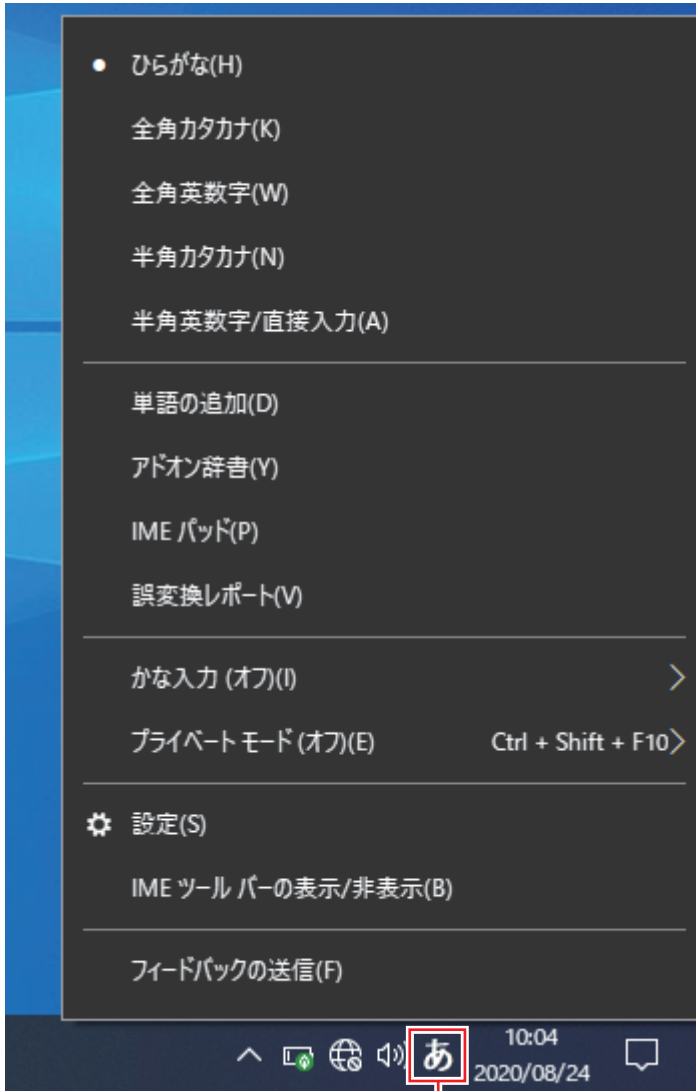 ひらがな(H)
全角カタカナ(K)
全角英数字(W)
半角カタカナ(N)
半角英数字/直接入力(A)
単語の追加(D)
アドオン辞書(Y)
IME パッド(P)
誤変換レポート(V)
かな入力 (オフ)(I)
プライベート モード (オフ)(E) Ctrl + Shift + F10
設定(S)
IME ツール バーの表示/非表示(B)
フィードバックの送信(F)
あ 10:04
2020/08/24